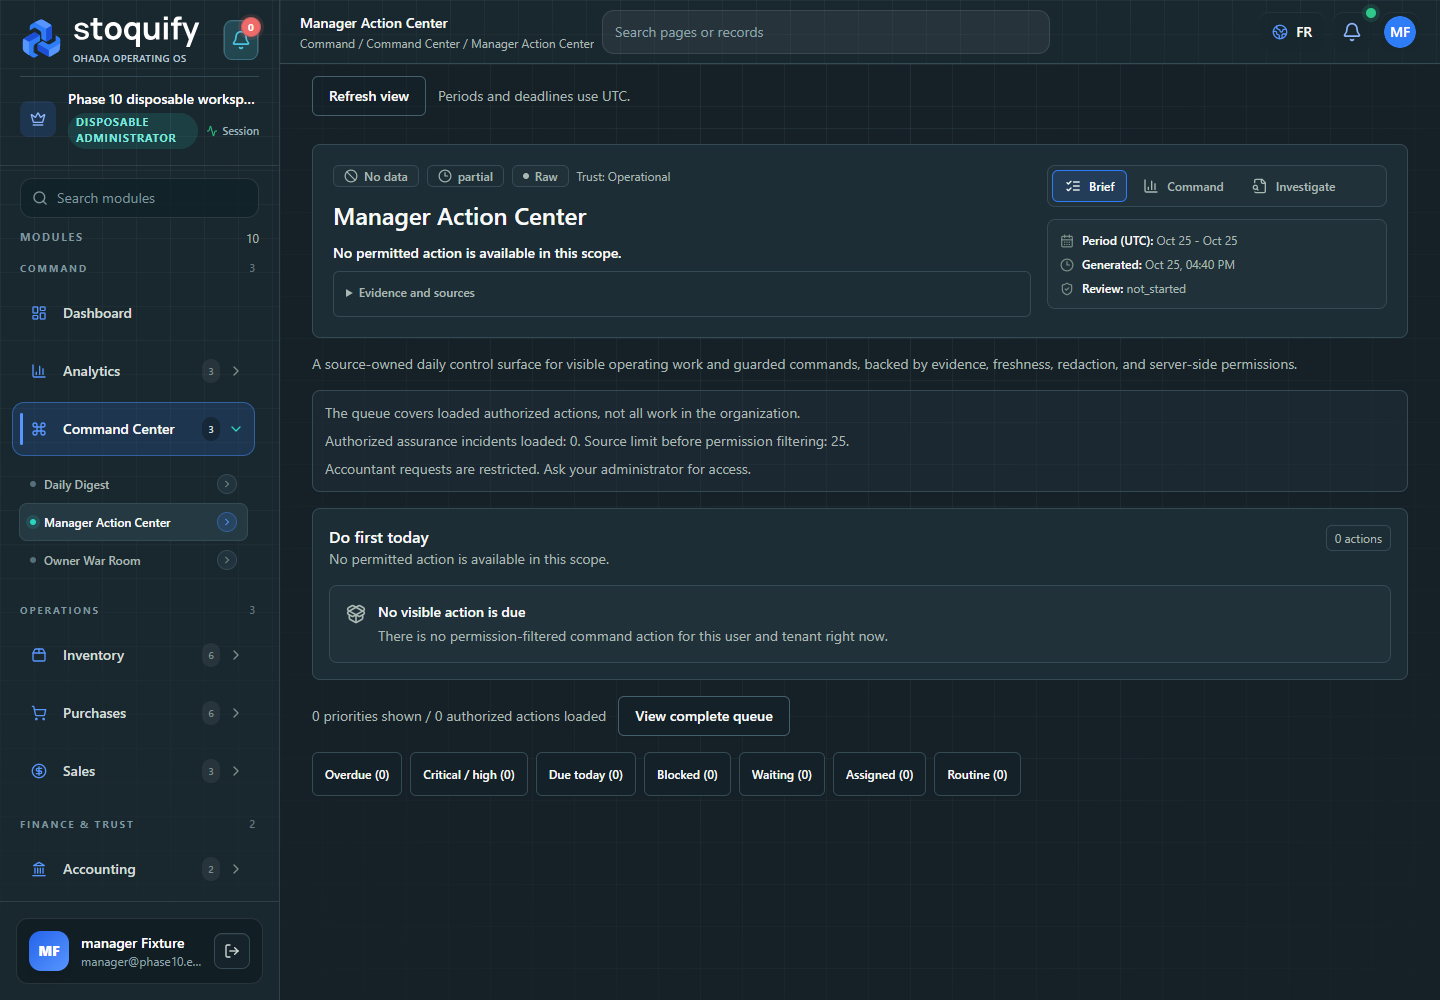 stoquify
OHADA OPERATING OS
0
Phase 10 disposable worksp...
DISPOSABLE
ADMINISTRATOR
Session
Search modules
MODULES
10
COMMAND
3
Dashboard
Analytics
3
Command Center
3
Daily Digest
Manager Action Center
Owner War Room
OPERATIONS
3
Inventory
6
Purchases
6
Sales
3
FINANCE & TRUST
2
Accounting
2
MF
manager Fixture
manager@phase10.e...
Manager Action Center
Command / Command Center / Manager Action Center
Search pages or records
FR
MF
Refresh view
Periods and deadlines use UTC.
No data
partial
Raw
Trust: Operational
Manager Action Center
No permitted action is available in this scope.
Evidence and sources
Brief
Command
Investigate
Period (UTC): Oct 25 - Oct 25
Generated: Oct 25, 04:40 PM
Review: not_started
A source-owned daily control surface for visible operating work and guarded commands, backed by evidence, freshness, redaction, and server-side permissions.
The queue covers loaded authorized actions, not all work in the organization.
Authorized assurance incidents loaded: 0. Source limit before permission filtering: 25.
Accountant requests are restricted. Ask your administrator for access.
Do first today
No permitted action is available in this scope.
0 actions
No visible action is due
There is no permission-filtered command action for this user and tenant right now.
0 priorities shown / 0 authorized actions loaded
View complete queue
Overdue (0)
Critical / high (0)
Due today (0)
Blocked (0)
Waiting (0)
Assigned (0)
Routine (0)